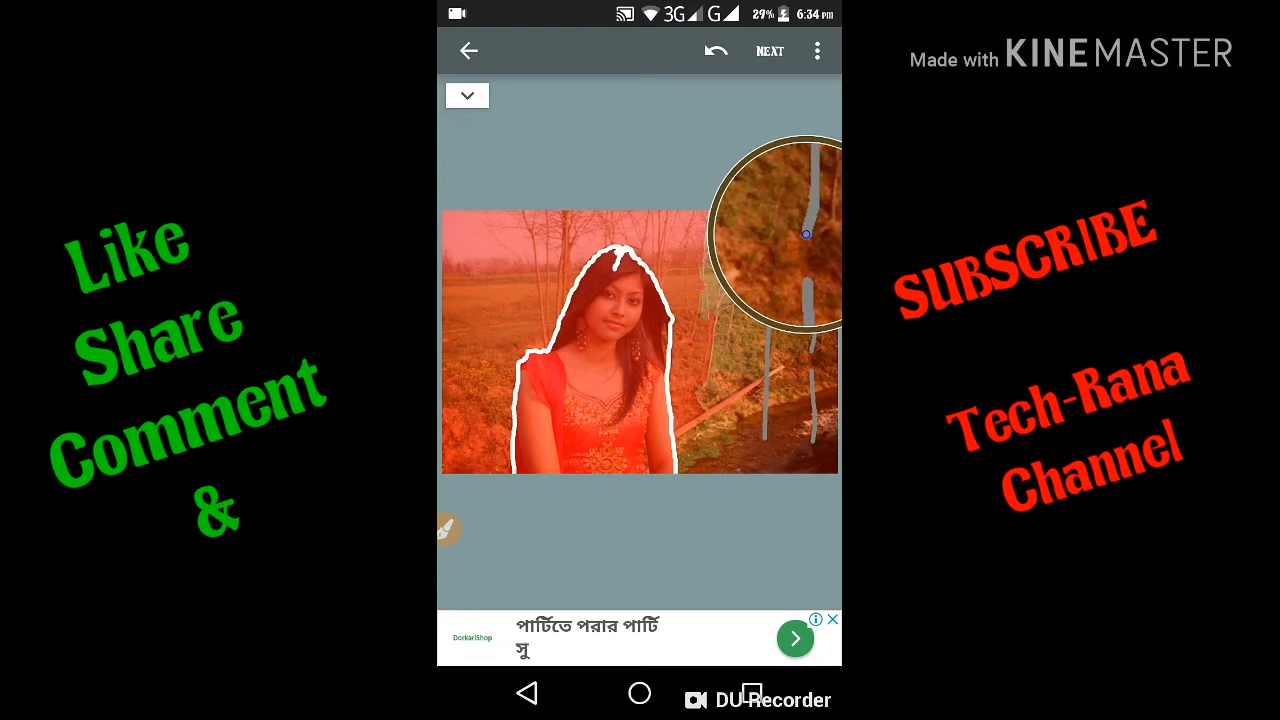 3G G 29% 6:34 pm
NEXT
Made with KINEMASTER
Like
Share
Comment
&
SUBSCRIBE
Tech-Rana
Channel
DorkariShop
পার্টিতে পরার পার্টি
সু
DU Recorder